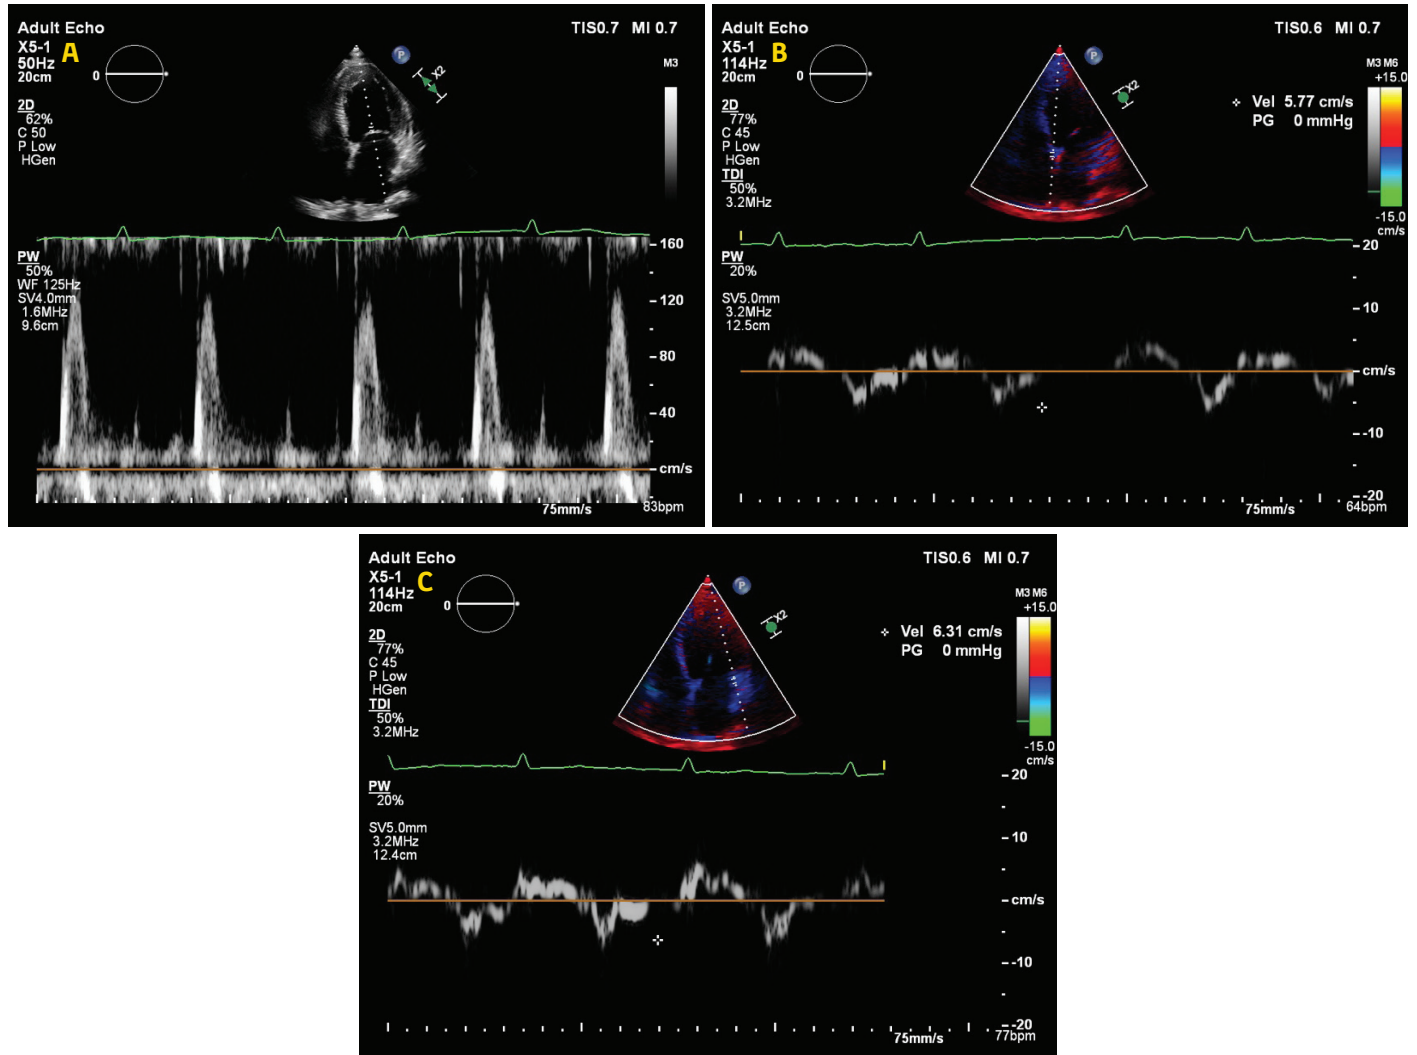 Adult Echo
TIS0.7 MI 0.7
X5-1
A
50Hz
20cm
0
P
X2
M3
2D
62%
C 50
P Low
HGen
PW
50%
WF 125Hz
SV4.0mm
1.6MHz
9.6cm
160
120
80
40
cm/s
75mm/s
83bpm
Adult Echo
TIS0.6 MI 0.7
X5-1
B
114Hz
20cm
0
P
X2
M3 M6
+15.0
Vel 5.77 cm/s
PG 0 mmHg
2D
77%
C 45
P Low
HGen
TDI
50%
3.2MHz
-15.0
cm/s
PW
20%
SV5.0mm
3.2MHz
12.5cm
20
10
cm/s
-10
-20
75mm/s
64bpm
Adult Echo
TIS0.6 MI 0.7
X5-1
C
114Hz
20cm
0
P
X2
M3 M6
+15.0
Vel 6.31 cm/s
PG 0 mmHg
2D
77%
C 45
P Low
HGen
TDI
50%
3.2MHz
-15.0
cm/s
PW
20%
SV5.0mm
3.2MHz
12.4cm
20
10
cm/s
-10
-20
75mm/s
77bpm